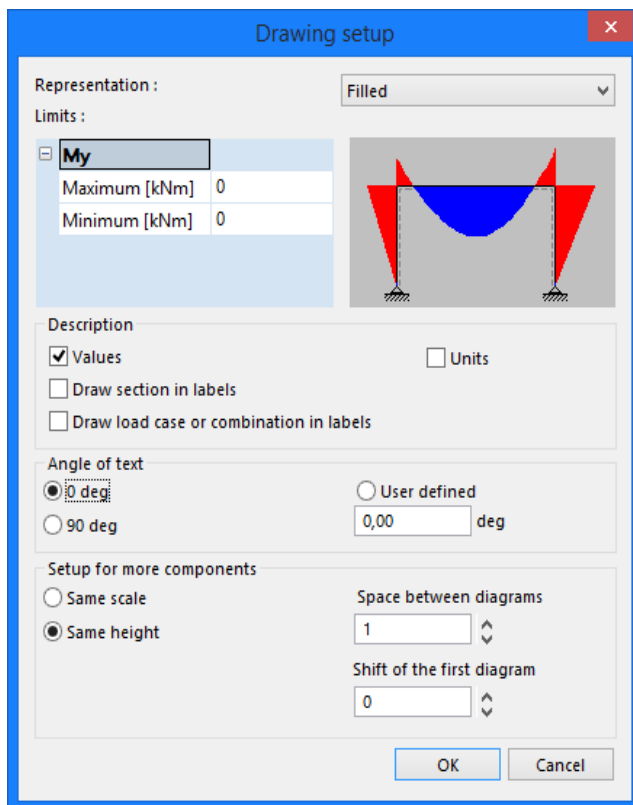 Drawing setup
Representation :
Filled
Limits :
My
Maximum [kNm] 0
Minimum [kNm] 0
Description
Values
Units
Draw section in labels
Draw load case or combination in labels
Angle of text
0 deg
User defined
90 deg
0,00 deg
Setup for more components
Same scale
Space between diagrams
Same height
1
Shift of the first diagram
0
OK
Cancel